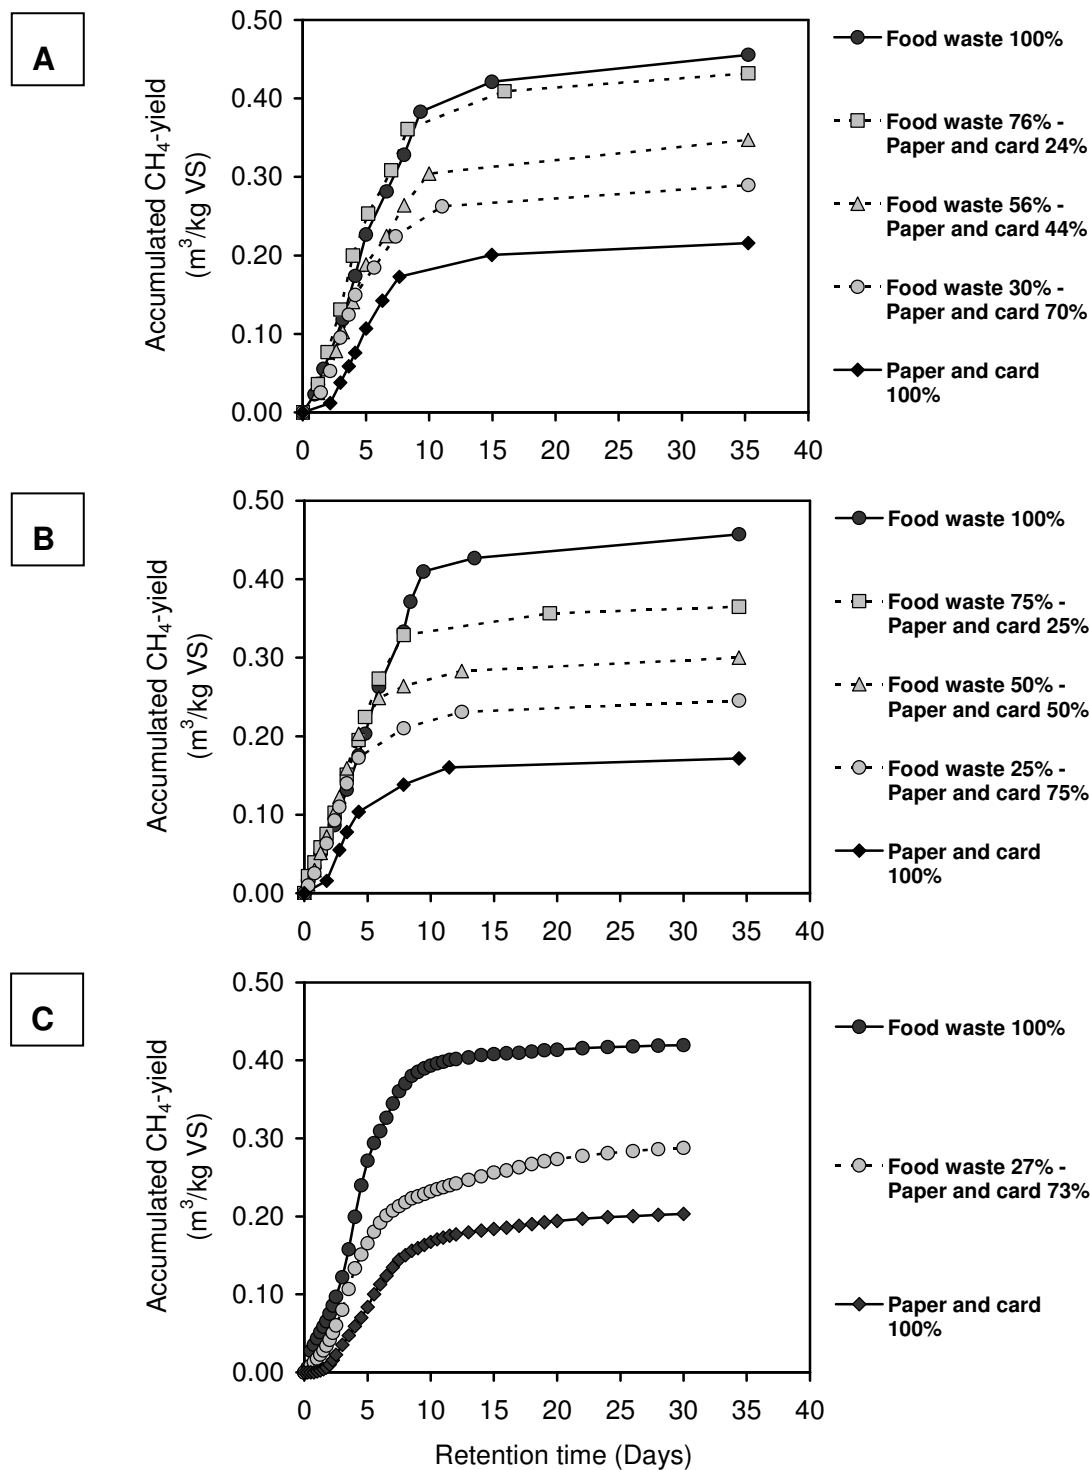 A
0.50
0.40
0.30
0.20
0.10
0.00
Accumulated CH₄-yield
(m³/kg VS)
0 5 10 15 20 25 30 35 40
Food waste 100%
Food waste 76% -
Paper and card 24%
Food waste 56% -
Paper and card 44%
Food waste 30% -
Paper and card 70%
Paper and card
100%
B
0.50
0.40
0.30
0.20
0.10
0.00
Accumulated CH₄-yield
(m³/kg VS)
0 5 10 15 20 25 30 35 40
Food waste 100%
Food waste 75% -
Paper and card 25%
Food waste 50% -
Paper and card 50%
Food waste 25% -
Paper and card 75%
Paper and card
100%
C
0.50
0.40
0.30
0.20
0.10
0.00
Accumulated CH₄-yield
(m³/kg VS)
0 5 10 15 20 25 30 35 40
Retention time (Days)
Food waste 100%
Food waste 27% -
Paper and card 73%
Paper and card
100%